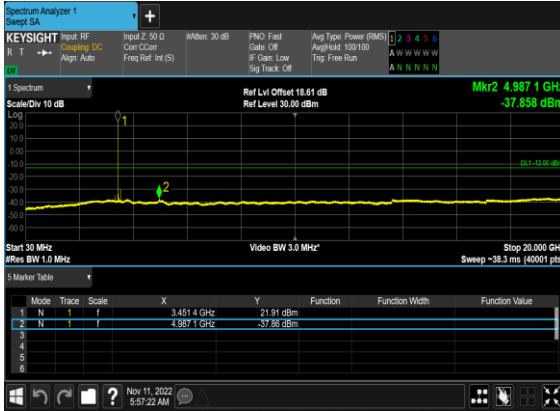 Spectrum Analyzer 1
Swept SA
+
KEYSIGHT Input: RF Input Z: 50 Ω #Atten: 30 dB PNO: Fast Avg Type: Power (RMS) 1 2 3 4 5 6
R T Coupling: DC Corr CCorr Gate: Off Avg|Hold: 100/100 A W W W W W
Align: Auto Freq Ref: Int (S) IF Gain: Low Trig: Free Run
Sig Track: Off A N N N N N
1 Spectrum Ref Lvl Offset 18.61 dB Mkr2 4.987 1 GHz
Scale/Div 10 dB Ref Level 30.00 dBm -37.858 dBm
Log
20.0
10.0
0.00
-10.0
-20.0
-30.0
-40.0
-50.0
-60.0
1
2
DL1 -13.00 dBm
Start 30 MHz Video BW 3.0 MHz* Stop 20.000 GHz
#Res BW 1.0 MHz Sweep ~38.3 ms (40001 pts)
5 Marker Table
Mode Trace Scale X Y Function Function Width Function Value
1 N 1 f 3.451 4 GHz 21.91 dBm
2 N 1 f 4.987 1 GHz -37.86 dBm
3
4
5
6
? Nov 11, 2022
5:57:22 AM